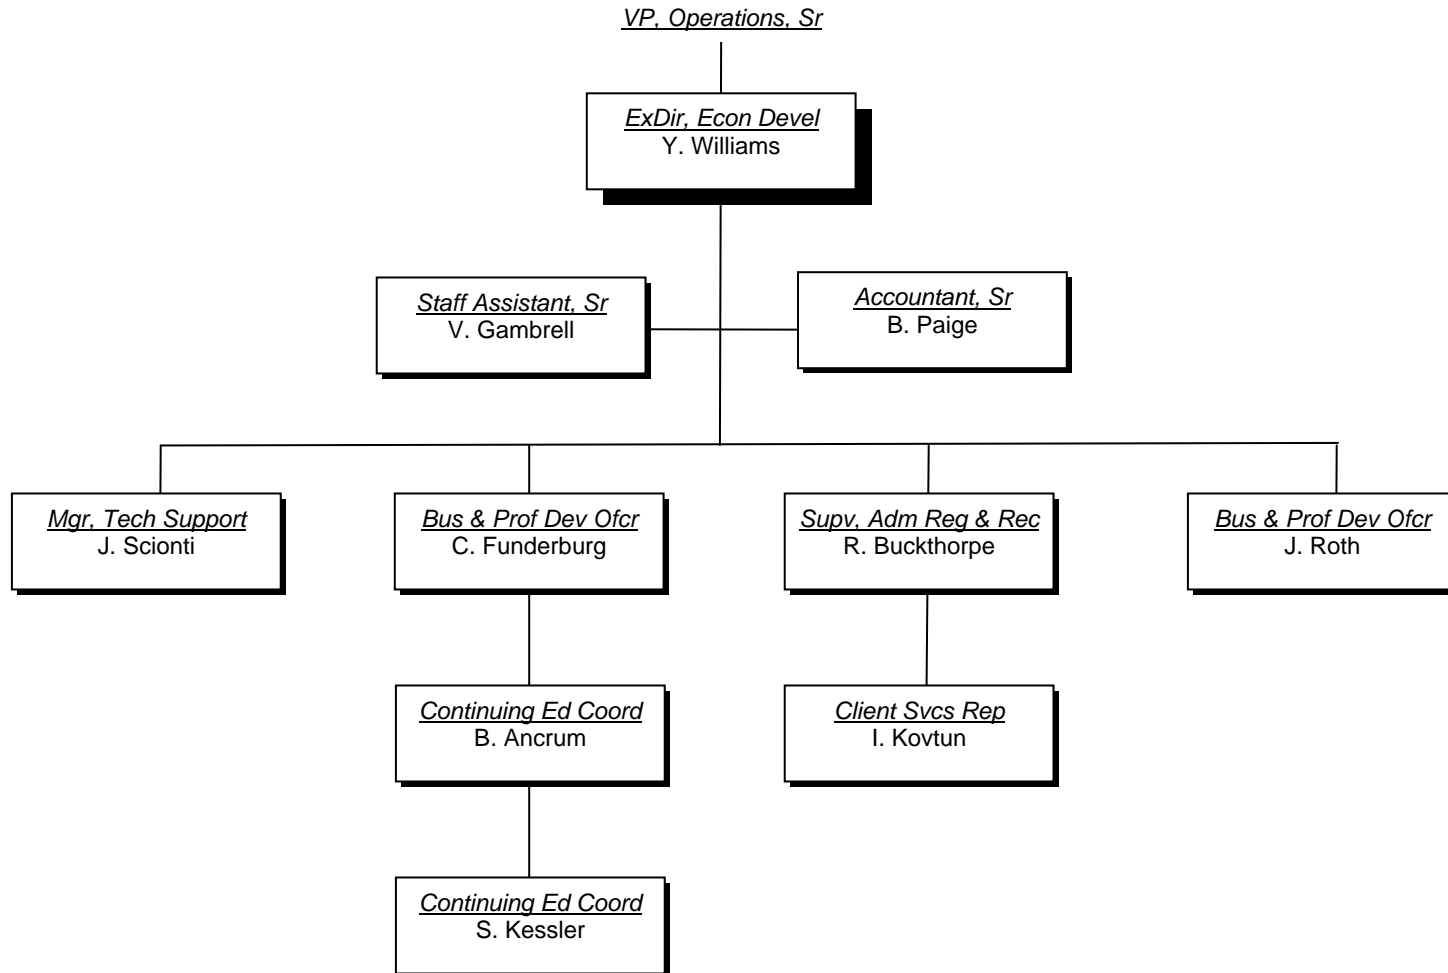 VP, Operations, Sr
ExDir, Econ Devel
Y. Williams
Staff Assistant, Sr
V. Gambrell
Accountant, Sr
B. Paige
Mgr, Tech Support
J. Scionti
Bus & Prof Dev Ofcr
C. Funderburg
Supv, Adm Reg & Rec
R. Buckthorpe
Bus & Prof Dev Ofcr
J. Roth
Continuing Ed Coord
B. Ancrum
Client Svcs Rep
I. Kovtun
Continuing Ed Coord
S. Kessler